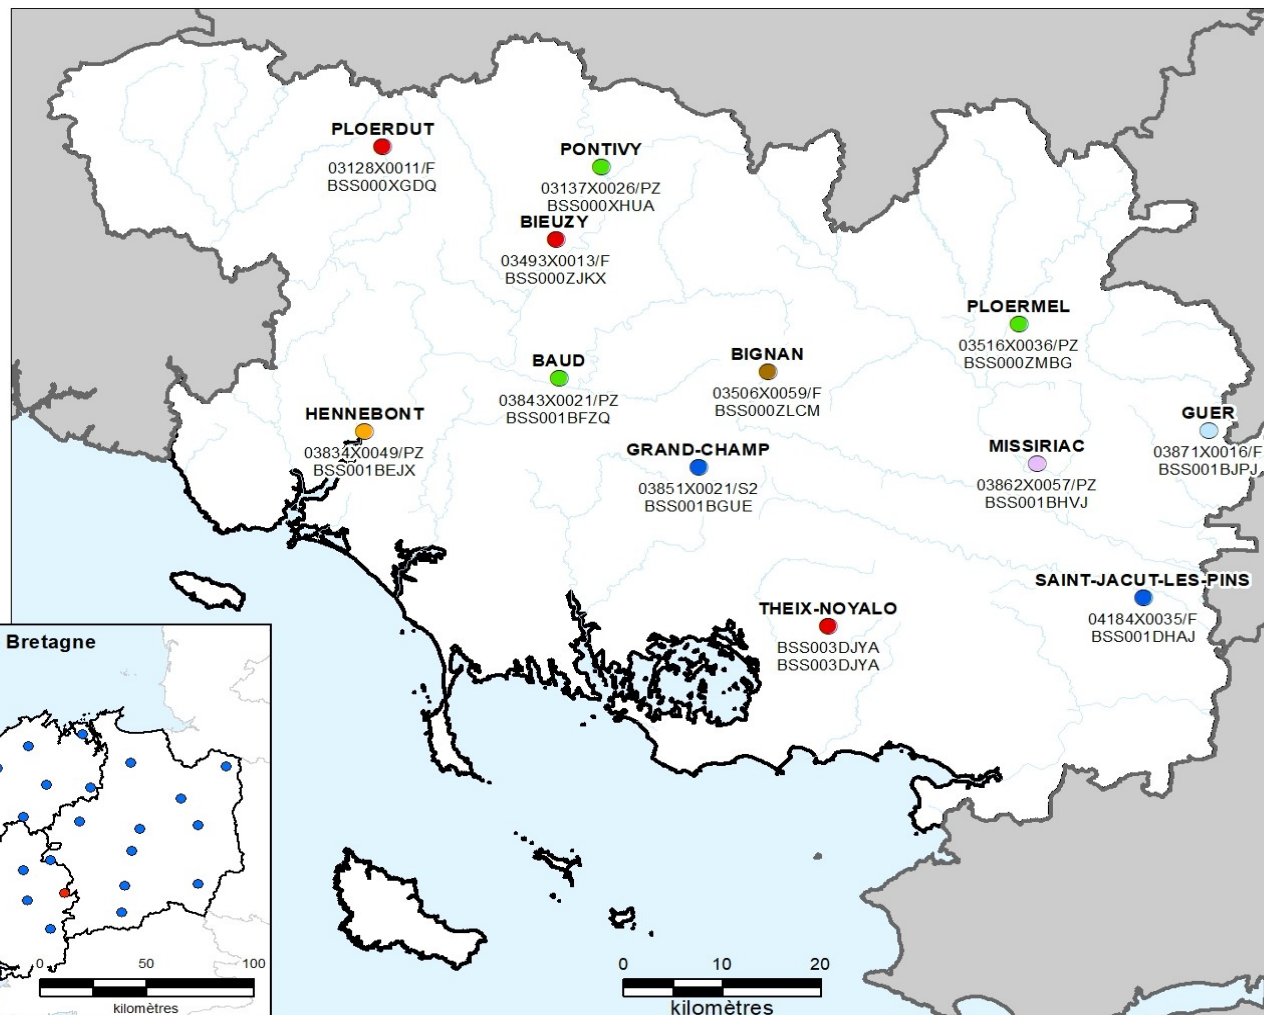 PLOERDUT
03128X0011/F
BSS000XGDQ
PONTIVY
03137X0026/PZ
BSS000XHUA
BIEUZY
03493X0013/F
BSS000ZJKX
PLOERMEL
03516X0036/PZ
BSS000ZMBG
BAUD
03843X0021/PZ
BSS001BFZQ
BIGNAN
03506X0059/F
BSS000ZLCM
HENNEBONT
03834X0049/PZ
BSS001BEJX
GRAND-CHAMP
03851X0021/S2
BSS001BGUE
MISSIRIAC
03862X0057/PZ
BSS001BHVJ
GUER
03871X0016/F
BSS001BJPJ
SAINT-JACUT-LES-PINS
04184X0035/F
BSS001DHAJ
THEIX-NOYALO
BSS003DJYA
BSS003DJYA
Bretagne
0 50 100
kilomètres
0 10 20
kilomètres